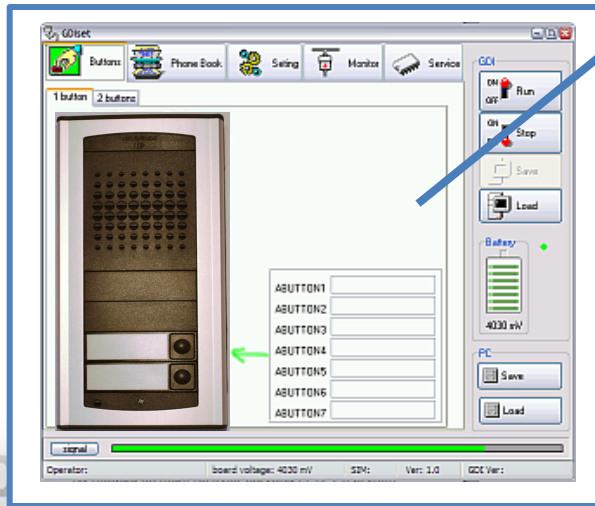 GDIset
Buttons Phone Book Seting Monitor Service
1 button 2 buttons
GDI
ON
OFF Run
ON
Stop
Save
Load
Battery
4030 mV
PC
Save
Load
ABUTTON1
ABUTTON2
ABUTTON3
ABUTTON4
ABUTTON5
ABUTTON6
ABUTTON7
signal
Operator: board voltage: 4030 mV SIM: Ver: 1.0 GDI Ver: